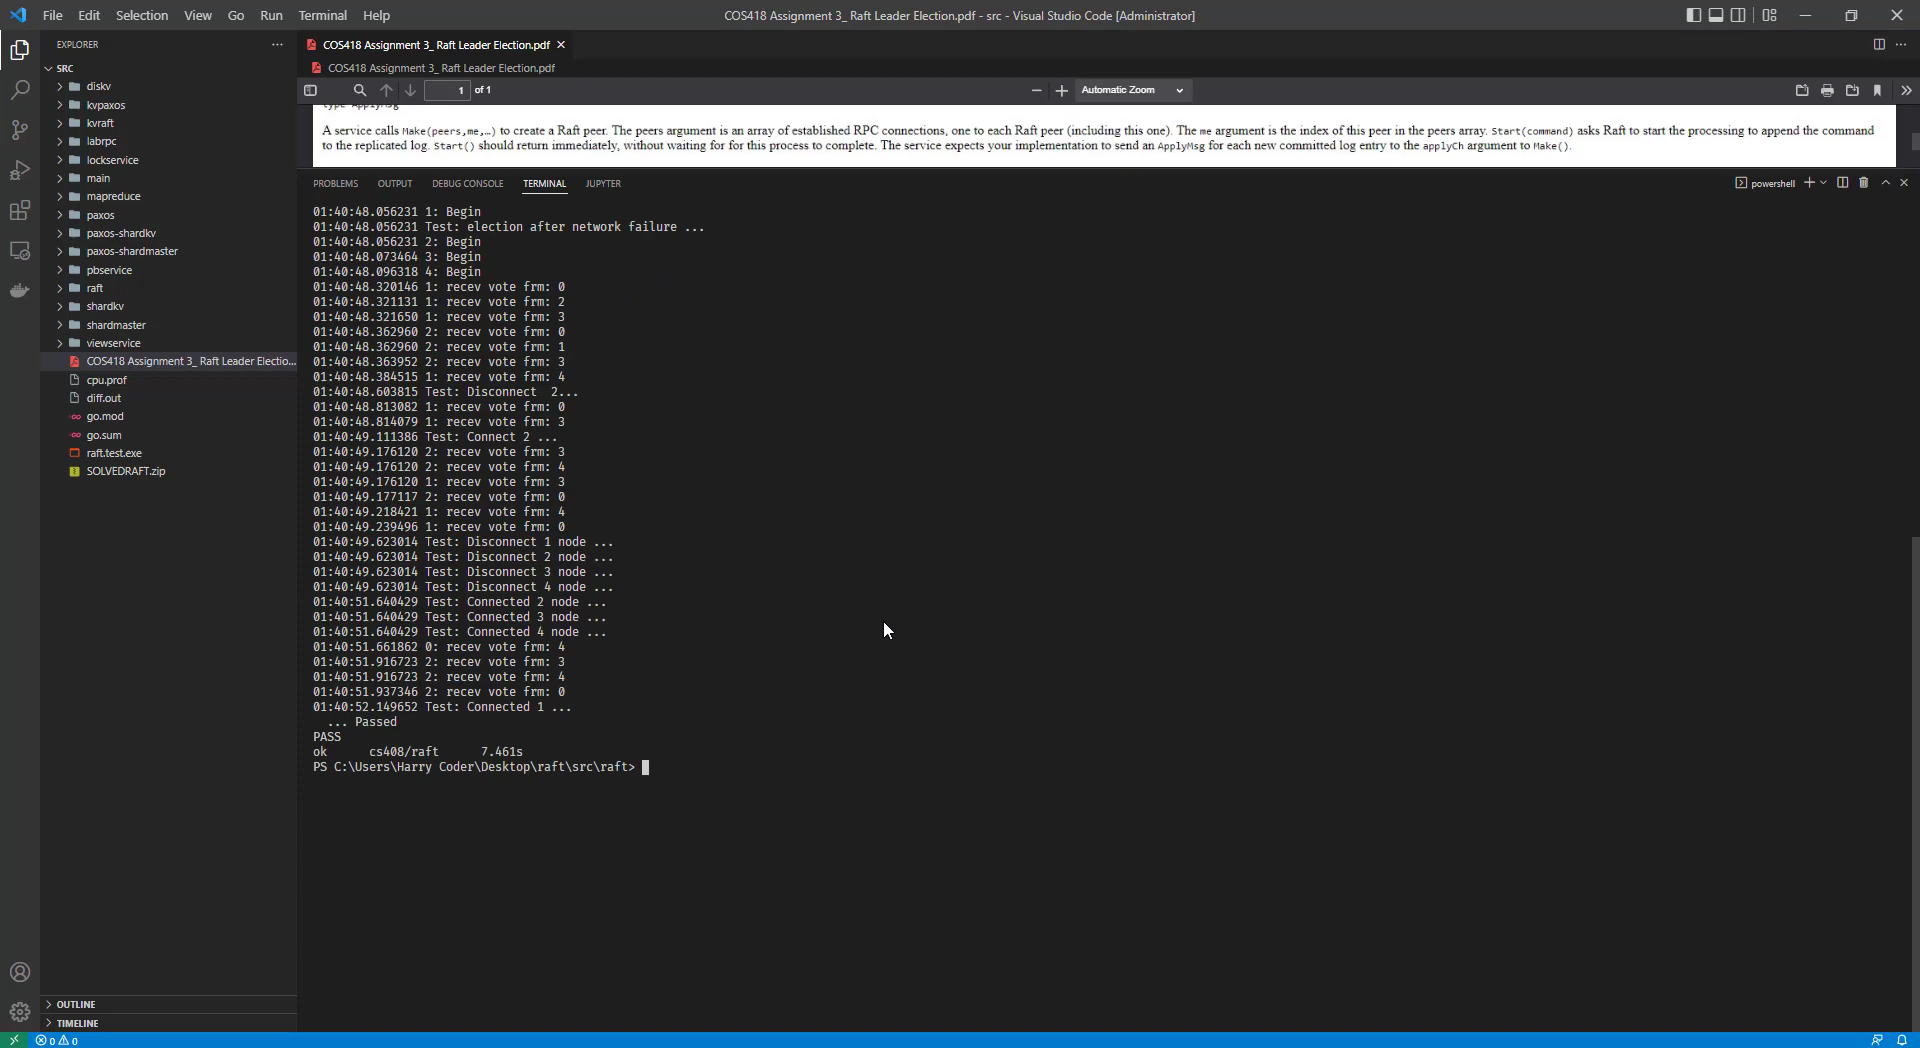 File Edit Selection View Go Run Terminal Help
COS418 Assignment 3_ Raft Leader Election.pdf - src - Visual Studio Code [Administrator]
EXPLORER
SRC
diskv
kvpaxos
kvraft
labrpc
lockservice
main
mapreduce
paxos
paxos-shardkv
paxos-shardmaster
pbservice
raft
shardkv
shardmaster
viewservice
COS418 Assignment 3_ Raft Leader Electio...
cpu.prof
diff.out
go.mod
go.sum
raft.test.exe
SOLVEDRAFT.zip
OUTLINE
TIMELINE
COS418 Assignment 3_ Raft Leader Election.pdf
COS418 Assignment 3_ Raft Leader Election.pdf
1 of 1
Automatic Zoom
type ApplyMsg
A service calls Make(peers,me,…) to create a Raft peer. The peers argument is an array of established RPC connections, one to each Raft peer (including this one). The me argument is the index of this peer in the peers array. Start(command) asks Raft to start the processing to append the command
to the replicated log. Start() should return immediately, without waiting for for this process to complete. The service expects your implementation to send an ApplyMsg for each new committed log entry to the applyCh argument to Make().
PROBLEMS OUTPUT DEBUG CONSOLE TERMINAL JUPYTER
powershell
01:40:48.056231 1: Begin
01:40:48.056231 Test: election after network failure ...
01:40:48.056231 2: Begin
01:40:48.073464 3: Begin
01:40:48.096318 4: Begin
01:40:48.320146 1: recev vote frm: 0
01:40:48.321131 1: recev vote frm: 2
01:40:48.321650 1: recev vote frm: 3
01:40:48.362960 2: recev vote frm: 0
01:40:48.362960 2: recev vote frm: 1
01:40:48.363952 2: recev vote frm: 3
01:40:48.384515 1: recev vote frm: 4
01:40:48.603815 Test: Disconnect  2...
01:40:48.813082 1: recev vote frm: 0
01:40:48.814079 1: recev vote frm: 3
01:40:49.111386 Test: Connect 2 ...
01:40:49.176120 2: recev vote frm: 3
01:40:49.176120 2: recev vote frm: 4
01:40:49.176120 1: recev vote frm: 3
01:40:49.177117 2: recev vote frm: 0
01:40:49.218421 1: recev vote frm: 4
01:40:49.239496 1: recev vote frm: 0
01:40:49.623014 Test: Disconnect 1 node ...
01:40:49.623014 Test: Disconnect 2 node ...
01:40:49.623014 Test: Disconnect 3 node ...
01:40:49.623014 Test: Disconnect 4 node ...
01:40:51.640429 Test: Connected 2 node ...
01:40:51.640429 Test: Connected 3 node ...
01:40:51.640429 Test: Connected 4 node ...
01:40:51.661862 0: recev vote frm: 4
01:40:51.916723 2: recev vote frm: 3
01:40:51.916723 2: recev vote frm: 4
01:40:51.937346 2: recev vote frm: 0
01:40:52.149652 Test: Connected 1 ...
... Passed
PASS
ok cs408/raft 7.461s
PS C:\Users\Harry Coder\Desktop\raft\src\raft>
0 0